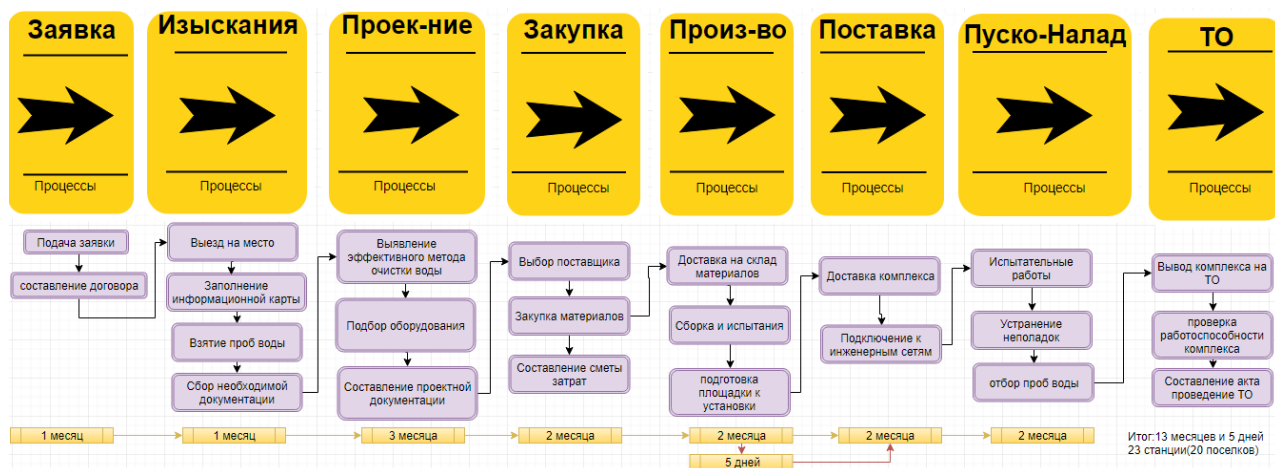 Заявка
Изыскания
Проек-ние
Закупка
Произ-во
Поставка
Пуско-Налад
ТО
Процессы
Процессы
Процессы
Процессы
Процессы
Процессы
Процессы
Процессы
Подача заявки
составление договора
Выезд на место
Заполнение
информационной карты
Взятие проб воды
Сбор необходимой
документации
Выявление
эффективного метода
очистки воды
Подбор оборудования
Составление проектной
документации
Выбор поставщика
Закупка материалов
Составление сметы
затрат
Доставка на склад
материалов
Сборка и испытания
подготовка
площадки к
установки
Доставка комплекса
Подключение к
инженерным сетям
Испытательные
работы
Устранение
неполадок
отбор проб воды
Вывод комплекса на
ТО
проверка
работоспособности
комплекса
Составление акта
проведение ТО
1 месяц
1 месяц
3 месяца
2 месяца
2 месяца
2 месяца
2 месяца
5 дней
Итог:13 месяцев и 5 дней
23 станции(20 поселков)